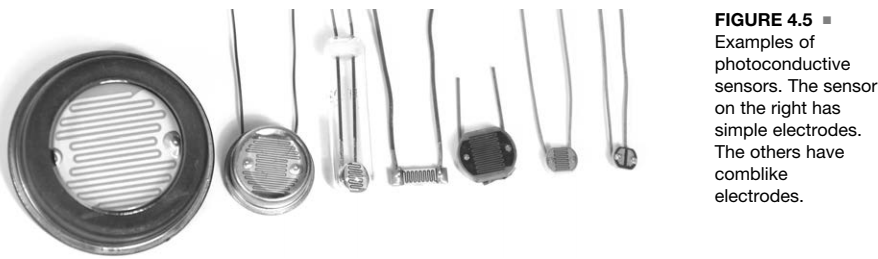 FIGURE 4.5 ■
Examples of
photoconductive
sensors. The sensor
on the right has
simple electrodes.
The others have
comblike
electrodes.